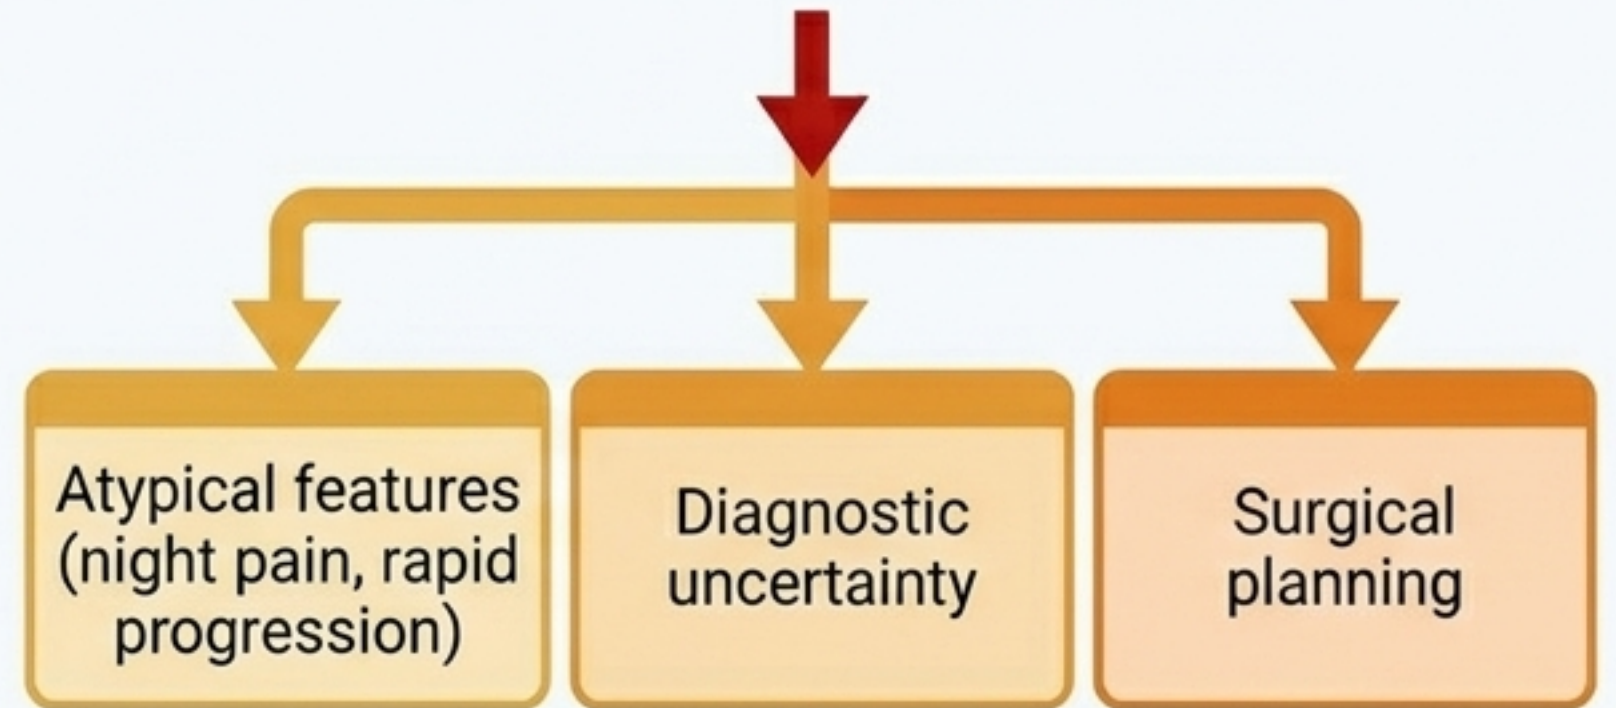 Atypical features
(night pain, rapid
progression)
Diagnostic
uncertainty
Surgical
planning